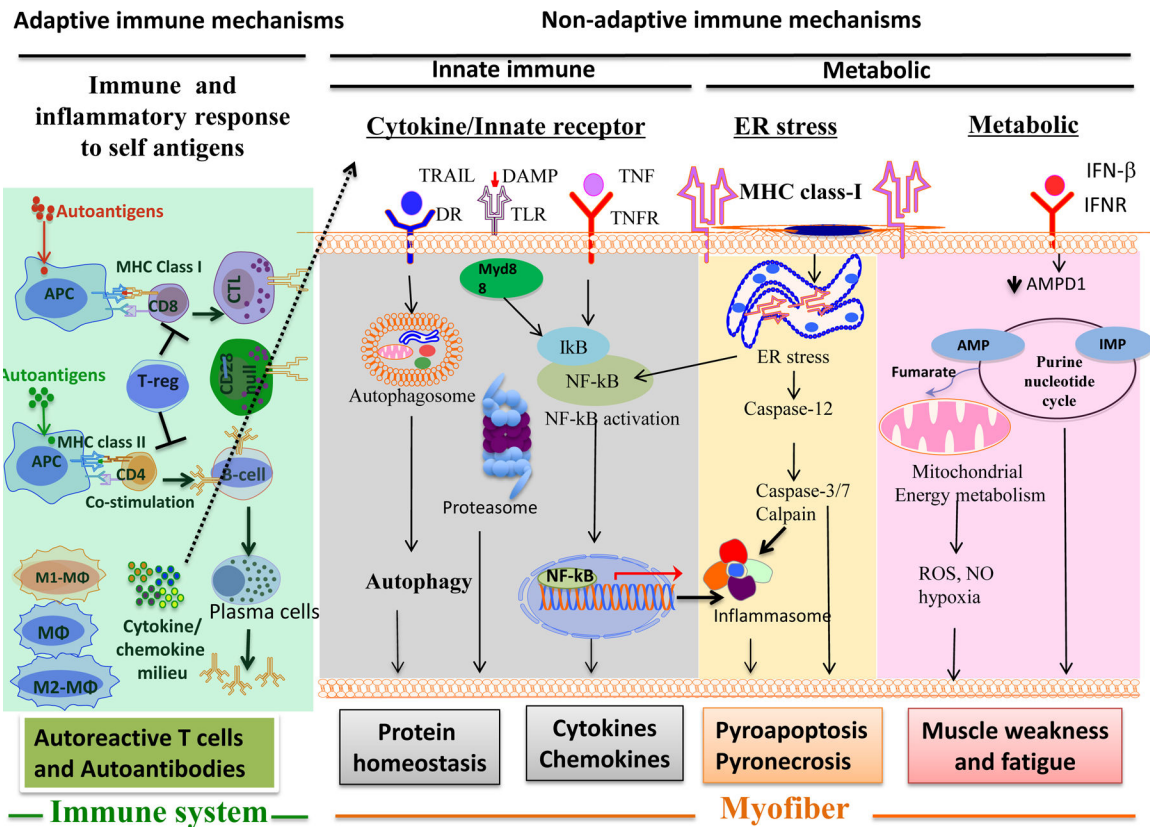 Adaptive immune mechanisms
Non-adaptive immune mechanisms
Innate immune
Metabolic
Immune and
inflammatory response
to self antigens
Cytokine/Innate receptor
ER stress
Metabolic
Autoantigens
MHC Class I
APC
CD8
CTL
T-reg
CD28
null
Autoantigens
MHC class II
APC
CD4
B-cell
Co-stimulation
M1-MΦ
MΦ
M2-MΦ
Cytokine/
chemokine
milieu
Plasma cells
TRAIL
DR
DAMP
TLR
TNF
TNFR
Myd8
8
IkB
NF-kB
Autophagosome
NF-kB activation
Proteasome
Autophagy
NF-kB
MHC class-I
ER stress
Caspase-12
Caspase-3/7
Calpain
Inflammasome
IFN-β
IFNR
AMPD1
AMP
IMP
Fumarate
Purine
nucleotide
cycle
Mitochondrial
Energy metabolism
ROS, NO
hypoxia
Autoreactive T cells
and Autoantibodies
Protein
homeostasis
Cytokines
Chemokines
Pyroapoptosis
Pyronecrosis
Muscle weakness
and fatigue
Immune system
Myofiber